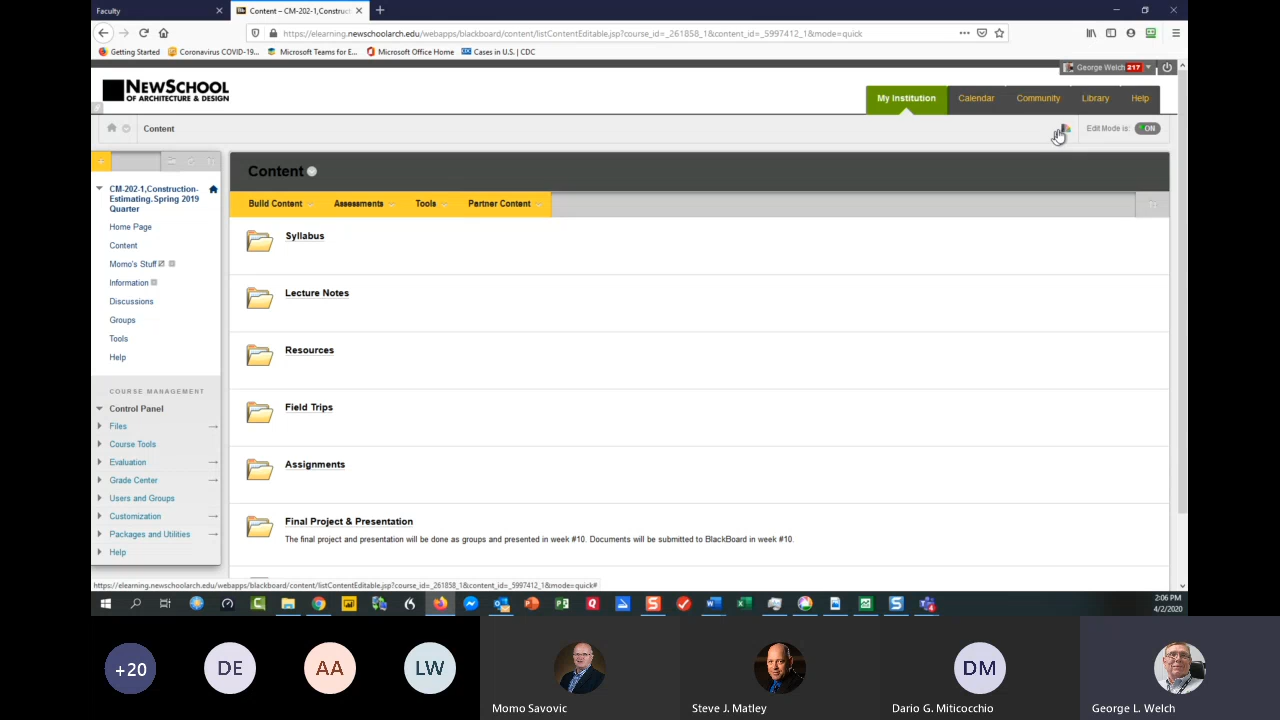 Faculty
Content – CM-202-1,Construct
https://elearning.newschoolarch.edu/webapps/blackboard/content/listContentEditable.jsp?course_id=_261858_1&content_id=_5997412_1&mode=quick
Getting Started
Coronavirus COVID-19...
Microsoft Teams for E...
Microsoft Office Home
Cases in U.S. | CDC
George Welch 217
NEWSCHOOL
OF ARCHITECTURE & DESIGN
My Institution
Calendar
Community
Library
Help
Content
Edit Mode is: ON
Content
Build Content
Assessments
Tools
Partner Content
CM-202-1,Construction-
Estimating.Spring 2019
Quarter
Home Page
Content
Momo's Stuff
Information
Discussions
Groups
Tools
Help
COURSE MANAGEMENT
Control Panel
Files
Course Tools
Evaluation
Grade Center
Users and Groups
Customization
Packages and Utilities
Help
Syllabus
Lecture Notes
Resources
Field Trips
Assignments
Final Project & Presentation
The final project and presentation will be done as groups and presented in week #10. Documents will be submitted to BlackBoard in week #10.
https://elearning.newschoolarch.edu/webapps/blackboard/content/listContentEditable.jsp?course_id=_261858_1&content_id=_5997412_1&mode=quick#
2:06 PM
4/2/2020
+20
DE
AA
LW
DM
Momo Savovic
Steve J. Matley
Dario G. Miticocchio
George L. Welch